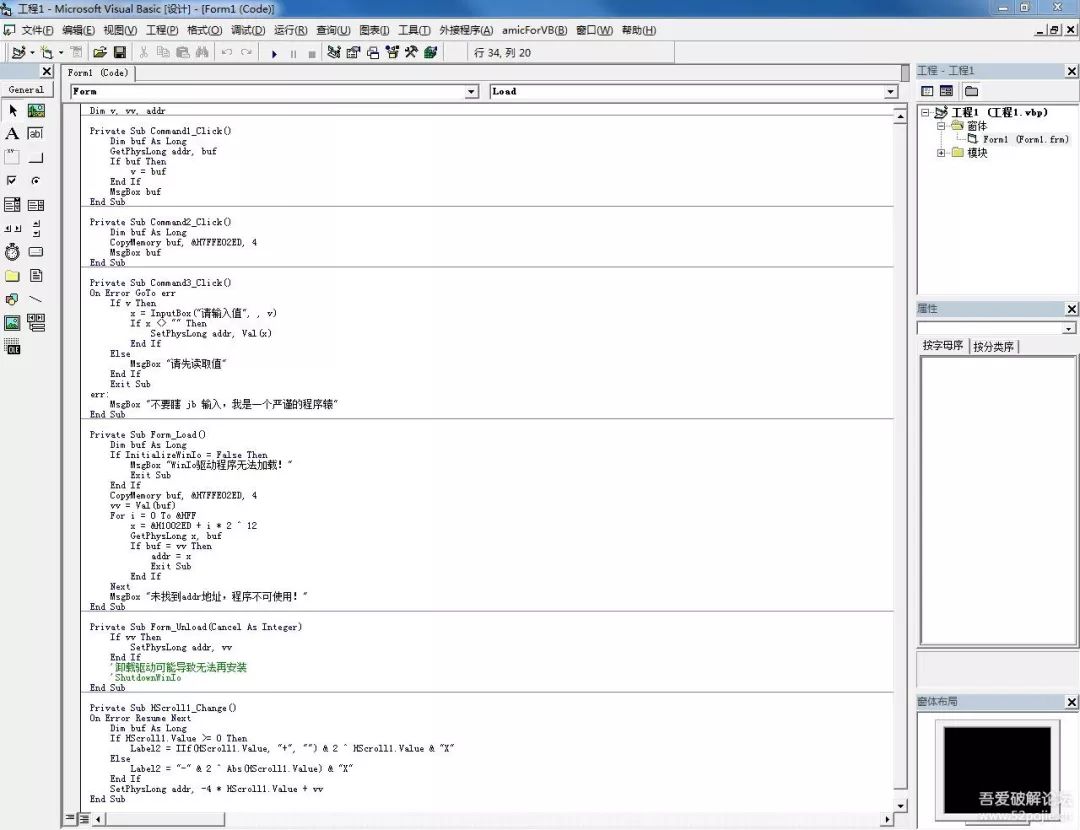 工程1 - Microsoft Visual Basic [设计] - [Form1 (Code)]
文件(F) 编辑(E) 视图(V) 工程(P) 格式(O) 调试(D) 运行(R) 查询(U) 图表(I) 工具(T) 外接程序(A) amicForVB(B) 窗口(W) 帮助(H)
行 34, 列 20
General
Form1 (Code)
Form
Load
Dim v, vv, addr
Private Sub Command1_Click()
Dim buf As Long
GetPhysLong addr, buf
If buf Then
v = buf
End If
MsgBox buf
End Sub
Private Sub Command2_Click()
Dim buf As Long
CopyMemory buf, &H7FFE02ED, 4
MsgBox buf
End Sub
Private Sub Command3_Click()
On Error GoTo err
If v Then
x = InputBox("请输入值", , v)
If x <> "" Then
SetPhysLong addr, Val(x)
End If
Else
MsgBox "请先读取值"
End If
Exit Sub
err:
MsgBox "不要瞎 jb 输入，我是一个严谨的程序猿"
End Sub
Private Sub Form_Load()
Dim buf As Long
If InitializeWinIo = False Then
MsgBox "WinIo驱动程序无法加载！"
Exit Sub
End If
CopyMemory buf, &H7FFE02ED, 4
vv = Val(buf)
For i = 0 To &HFF
x = &H1002ED + i * 2 ^ 12
GetPhysLong x, buf
If buf = vv Then
addr = x
Exit Sub
End If
Next
MsgBox "未找到addr地址，程序不可使用！"
End Sub
Private Sub Form_Unload(Cancel As Integer)
If vv Then
SetPhysLong addr, vv
End If
'卸载驱动可能导致无法再安装
'ShutdownWinIo
End Sub
Private Sub HScroll1_Change()
On Error Resume Next
Dim buf As Long
If HScroll1.Value >= 0 Then
Label2 = IIf(HScroll1.Value, "+", "") & 2 ^ HScroll1.Value & "X"
Else
Label2 = "-" & 2 ^ Abs(HScroll1.Value) & "X"
End If
SetPhysLong addr, -4 * HScroll1.Value + vv
End Sub
工程 - 工程1
工程1 (工程1.vbp)
窗体
Form1 (Form1.frm)
模块
属性
按字母序 按分类序
窗体布局
吾爱破解论坛